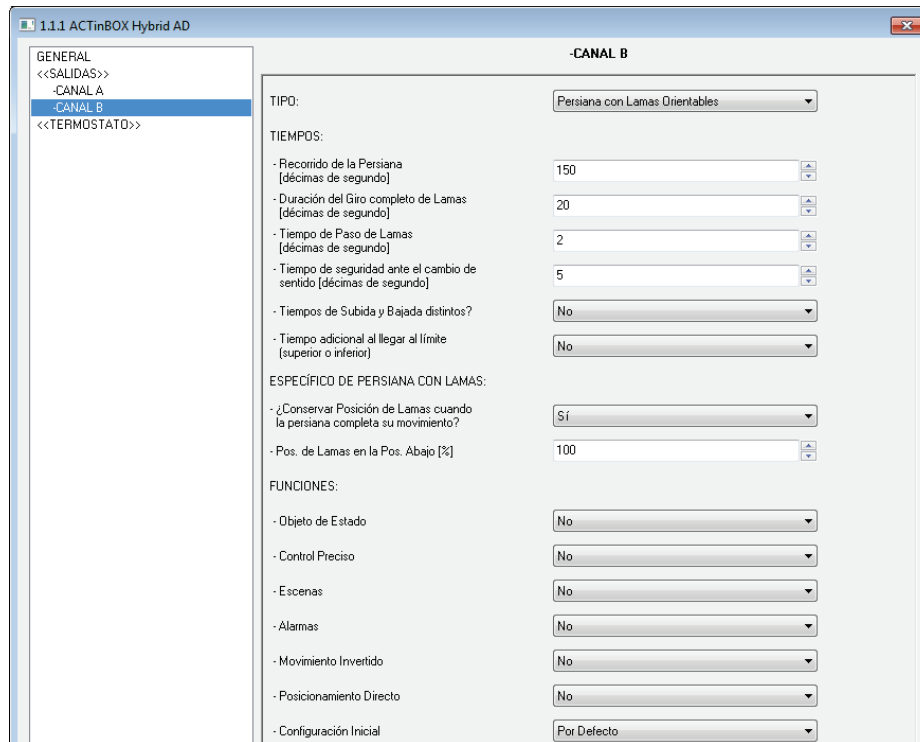 1.1.1 ACTinBOX Hybrid AD
GENERAL
<<SALIDAS>>
-CANAL A
-CANAL B
<<TERMOSTATO>>
-CANAL B
TIPO:
Persiana con Lamas Orientables
TIEMPOS:
- Recorrido de la Persiana
[décimas de segundo]
150
- Duración del Giro completo de Lamas
[décimas de segundo]
20
- Tiempo de Paso de Lamas
[décimas de segundo]
2
- Tiempo de seguridad ante el cambio de
sentido [décimas de segundo]
5
- Tiempos de Subida y Bajada distintos?
No
- Tiempo adicional al llegar al límite
(superior o inferior)
No
ESPECÍFICO DE PERSIANA CON LAMAS:
- ¿Conservar Posición de Lamas cuando
la persiana completa su movimiento?
Sí
- Pos. de Lamas en la Pos. Abajo [%]
100
FUNCIONES:
- Objeto de Estado
No
- Control Preciso
No
- Escenas
No
- Alarmas
No
- Movimiento Invertido
No
- Posicionamiento Directo
No
- Configuración Inicial
Por Defecto